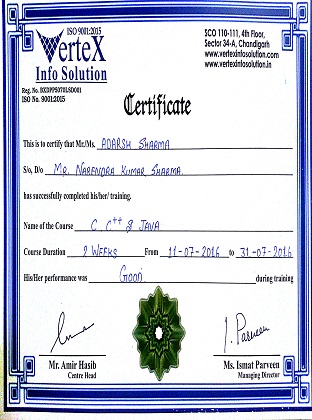 ISO 9001:2015
VerteX
Info Solution
SCO 110-111, 4th Floor,
Sector 34-A, Chandigarh
www.vertexinfosolution.com
www.vertexinfosolution.in
ISO No. 9001:2015
Certificate
This is to certify that Mr./Ms. ADARSH SHARMA
S/o, D/o MR. NARENDRA KUMAR SHARMA.
has successfully completed his/her/ training.
Name of the Course C C++ & JAVA
Course Duration WEEKS From 11-07-2016 to 31-07-2016
His/Her performance was GOOD during training
I. Parveen
Mr. Amir Hasib
Centre Head
Ms. Ismat Parveen
Managing Director